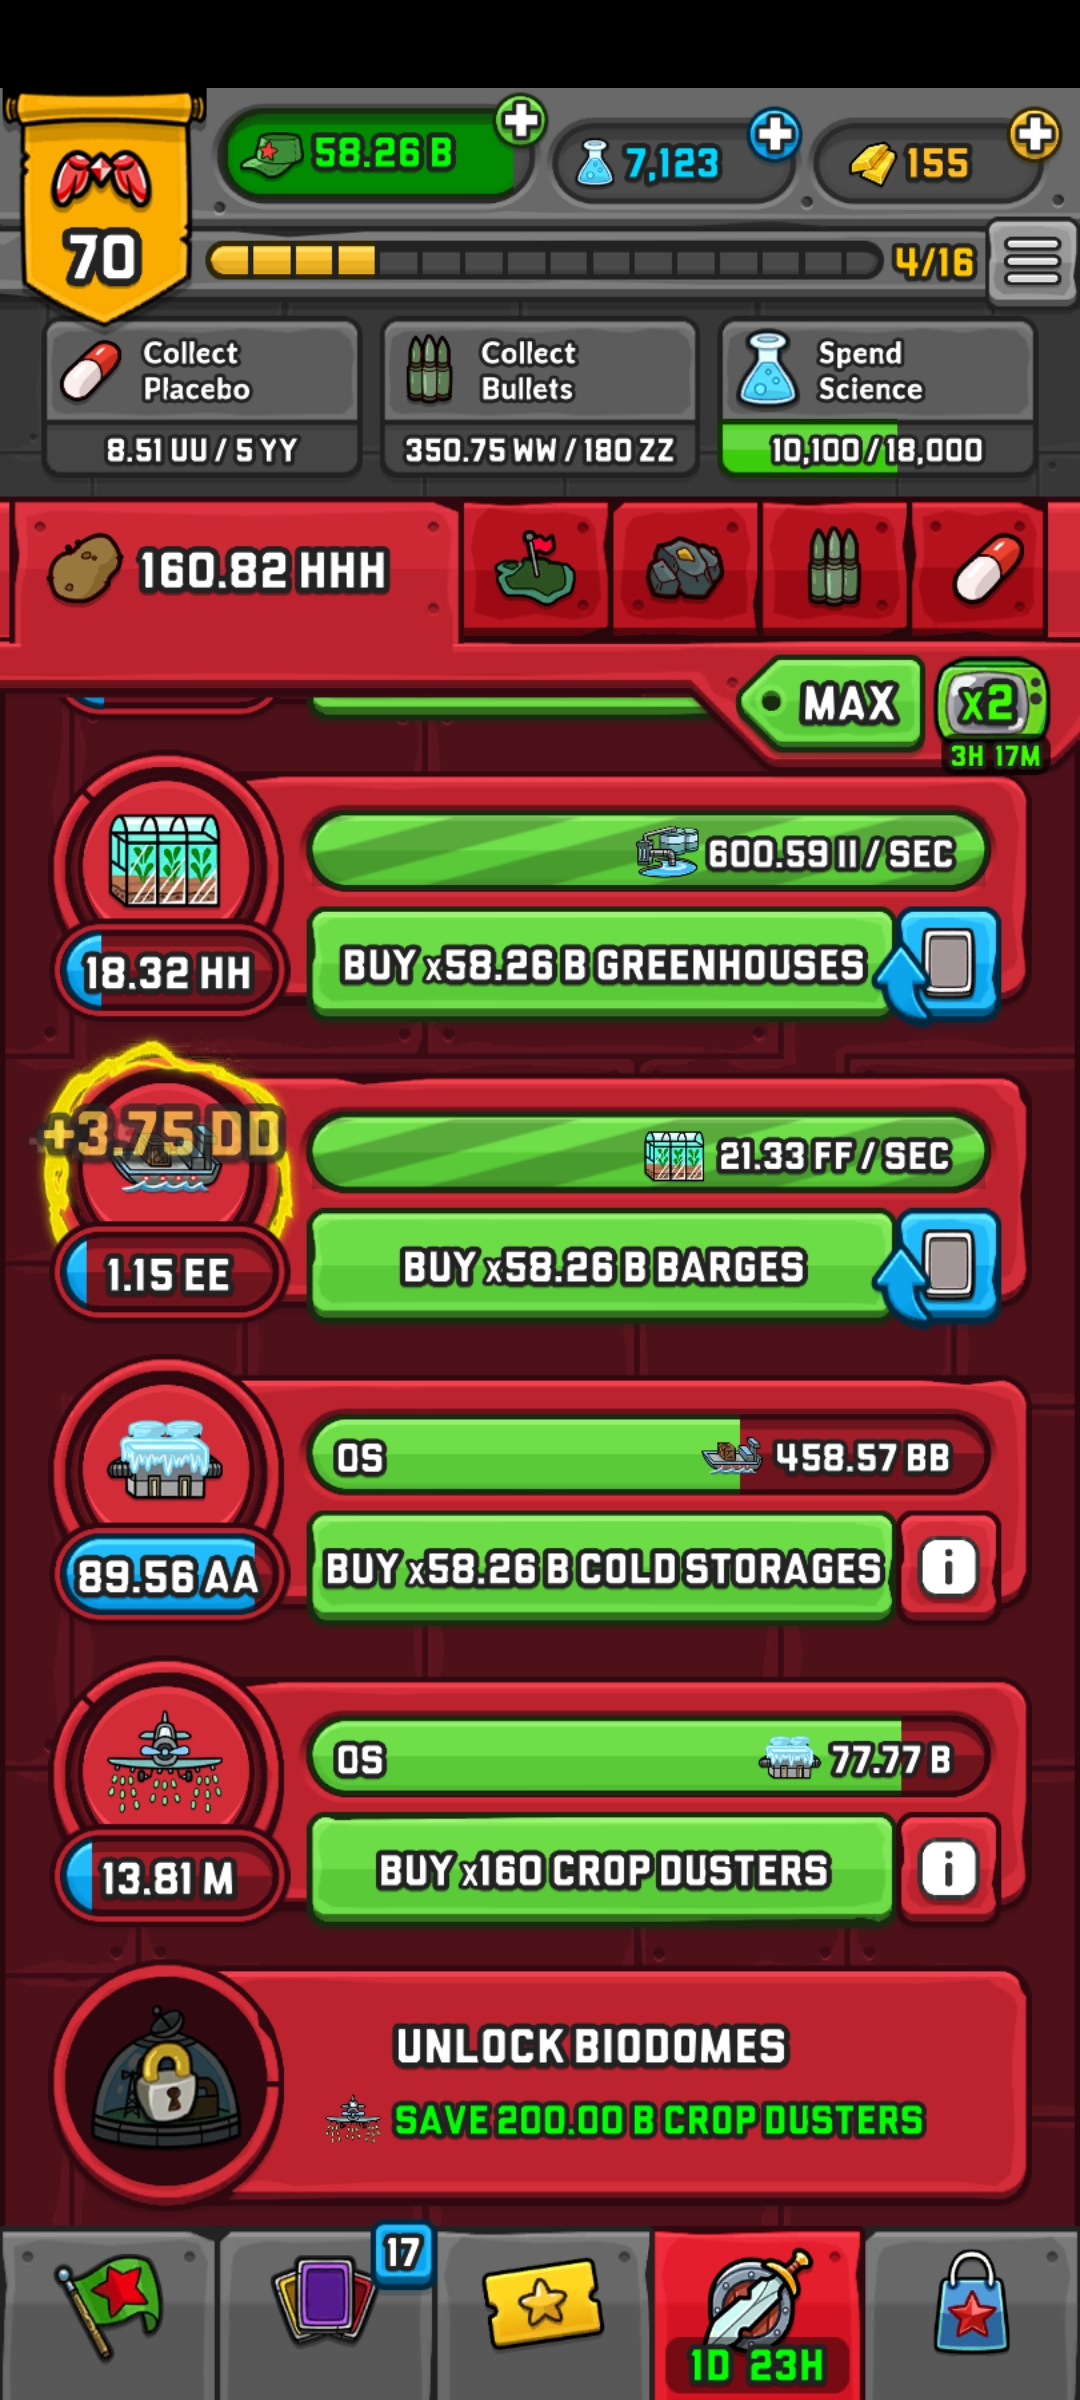 58.26 B
7,123
155
70
4/16
Collect
Placebo
8.51 UU / 5 YY
Collect
Bullets
350.75 WW / 180 ZZ
Spend
Science
10,100 / 18,000
160.82 HHH
MAX
x2
3H 17M
600.59 II / SEC
18.32 HH
BUY x58.26 B GREENHOUSES
+3.75 DD
21.33 FF / SEC
1.15 EE
BUY x58.26 B BARGES
0S
458.57 BB
89.56 AA
BUY x58.26 B COLD STORAGES
i
0S
77.77 B
13.81 M
BUY x160 CROP DUSTERS
i
UNLOCK BIODOMES
SAVE 200.00 B CROP DUSTERS
17
1D 23H